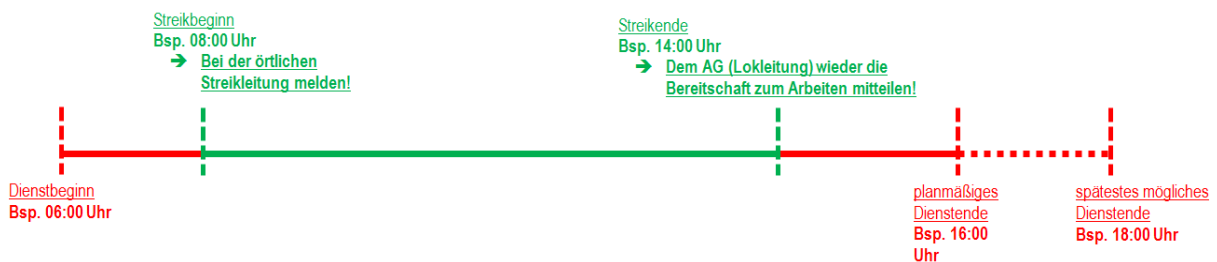 Streikbeginn
Bsp. 08:00 Uhr
➔ Bei der örtlichen
Streikleitung melden!
Streikende
Bsp. 14:00 Uhr
➔ Dem AG (Lokleitung) wieder die
Bereitschaft zum Arbeiten mitteilen!
Dienstbeginn
Bsp. 06:00 Uhr
planmäßiges
Dienstende
Bsp. 16:00
Uhr
spätestes mögliches
Dienstende
Bsp. 18:00 Uhr